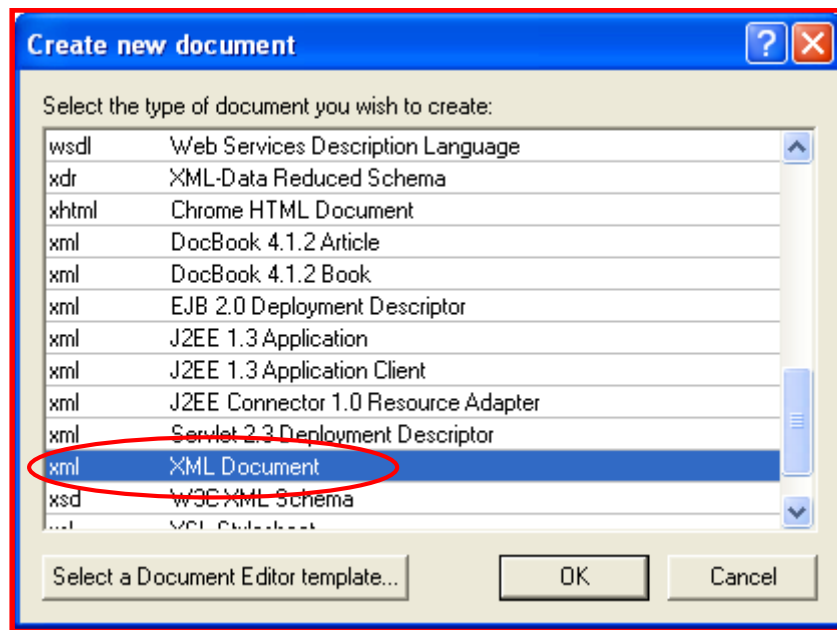 Create new document
Select the type of document you wish to create:
wsdl Web Services Description Language
xdr XML-Data Reduced Schema
xhtml Chrome HTML Document
xml DocBook 4.1.2 Article
xml DocBook 4.1.2 Book
xml EJB 2.0 Deployment Descriptor
xml J2EE 1.3 Application
xml J2EE 1.3 Application Client
xml J2EE Connector 1.0 Resource Adapter
xml Servlet 2.3 Deployment Descriptor
xml XML Document
xsd W3C XML Schema
Select a Document Editor template... OK Cancel